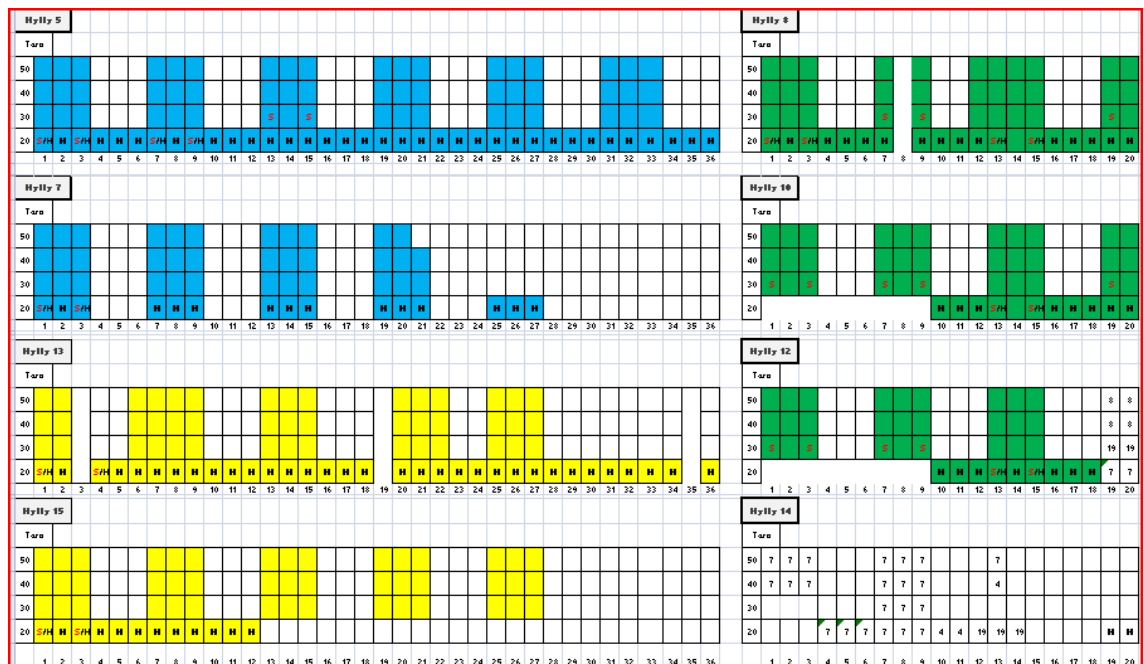 Hylly 5
Taso
50
40
30 S S
20 S/H H S/H H H H S/H H S/H H H H H H H H H H H H H H H H H H H H H H H H H H H H
1 2 3 4 5 6 7 8 9 10 11 12 13 14 15 16 17 18 19 20 21 22 23 24 25 26 27 28 29 30 31 32 33 34 35 36
Hylly 8
Taso
50
40
30 S S S
20 S/H H S/H H H H H H H H H S/H H S/H H H H H H
1 2 3 4 5 6 7 8 9 10 11 12 13 14 15 16 17 18 19 20
Hylly 7
Taso
50
40
30
20 S/H H S/H H H H H H H H H H H H H
1 2 3 4 5 6 7 8 9 10 11 12 13 14 15 16 17 18 19 20 21 22 23 24 25 26 27 28 29 30 31 32 33 34 35 36
Hylly 10
Taso
50
40
30 S S S S S
20 H H H S/H H S/H H H H H H
1 2 3 4 5 6 7 8 9 10 11 12 13 14 15 16 17 18 19 20
Hylly 13
Taso
50
40
30
20 S/H H S/H H H H H H H H H H H H H H H H H H H H H H H H H H H H H H H
1 2 3 4 5 6 7 8 9 10 11 12 13 14 15 16 17 18 19 20 21 22 23 24 25 26 27 28 29 30 31 32 33 34 35 36
Hylly 12
Taso
50 8 8
40 8 8
30 S S S S 19 19
20 H H H S/H H S/H H H H 7 7
1 2 3 4 5 6 7 8 9 10 11 12 13 14 15 16 17 18 19 20
Hylly 15
Taso
50
40
30
20 S/H H S/H H H H H H H H H H
1 2 3 4 5 6 7 8 9 10 11 12 13 14 15 16 17 18 19 20 21 22 23 24 25 26 27 28 29 30 31 32 33 34 35 36
Hylly 14
Taso
50 7 7 7 7 7 7 7
40 7 7 7 7 7 7 4
30 7 7 7
20 7 7 7 7 7 7 4 4 19 19 19 H H
1 2 3 4 5 6 7 8 9 10 11 12 13 14 15 16 17 18 19 20